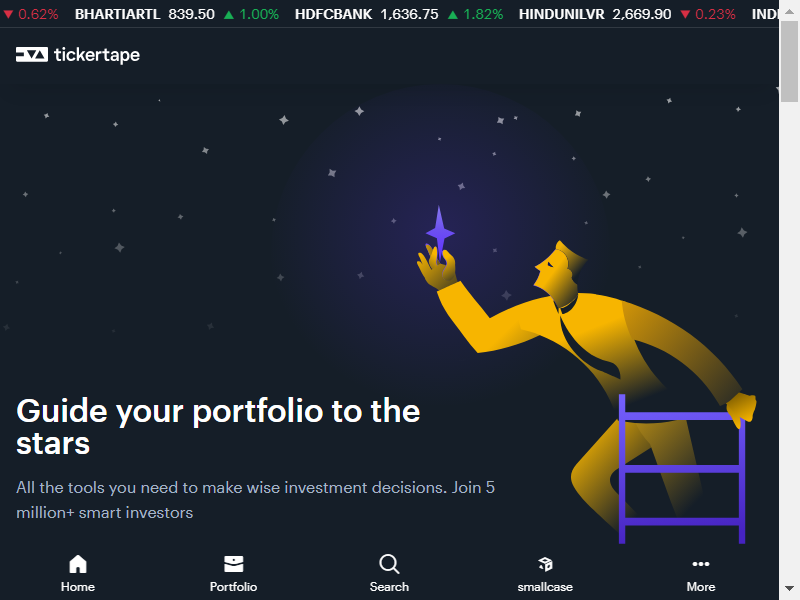 0.62% BHARTIARTL 839.50 1.00% HDFCBANK 1,636.75 1.82% HINDUNILVR 2,669.90 0.23%
tickertape
Guide your portfolio to the
stars
All the tools you need to make wise investment decisions. Join 5
million+ smart investors
Home Portfolio Search smallcase More